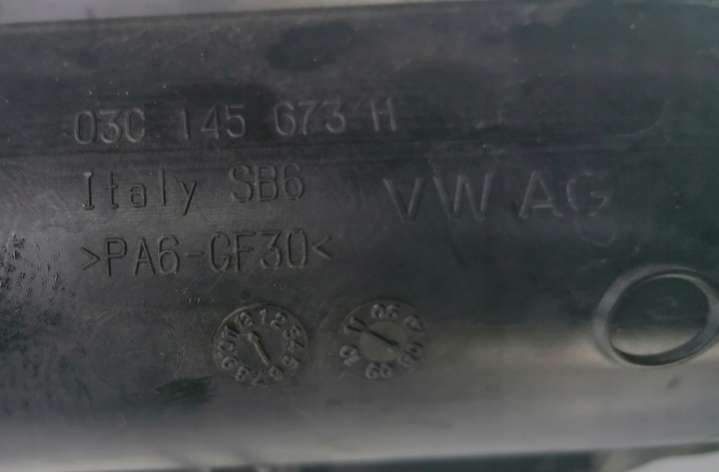 03C 145 673 H
Italy SB6
VW AG
>PA6-GF30<